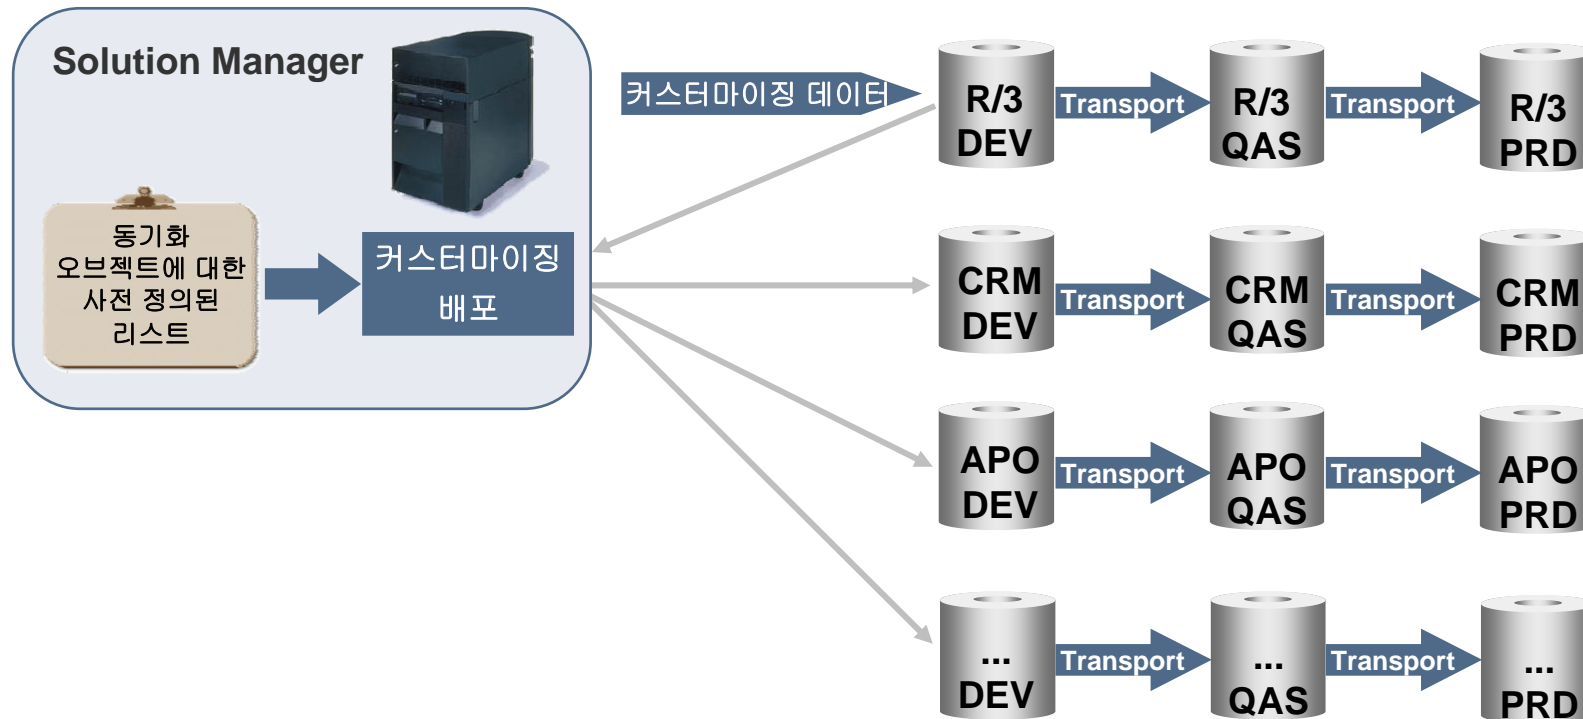 Solution Manager
동기화
오브젝트에 대한
사전 정의된
리스트
커스터마이징
배포
커스터마이징 데이터
R/3
DEV
Transport
R/3
QAS
Transport
R/3
PRD
CRM
DEV
Transport
CRM
QAS
Transport
CRM
PRD
APO
DEV
Transport
APO
QAS
Transport
APO
PRD
...
DEV
Transport
...
QAS
Transport
...
PRD